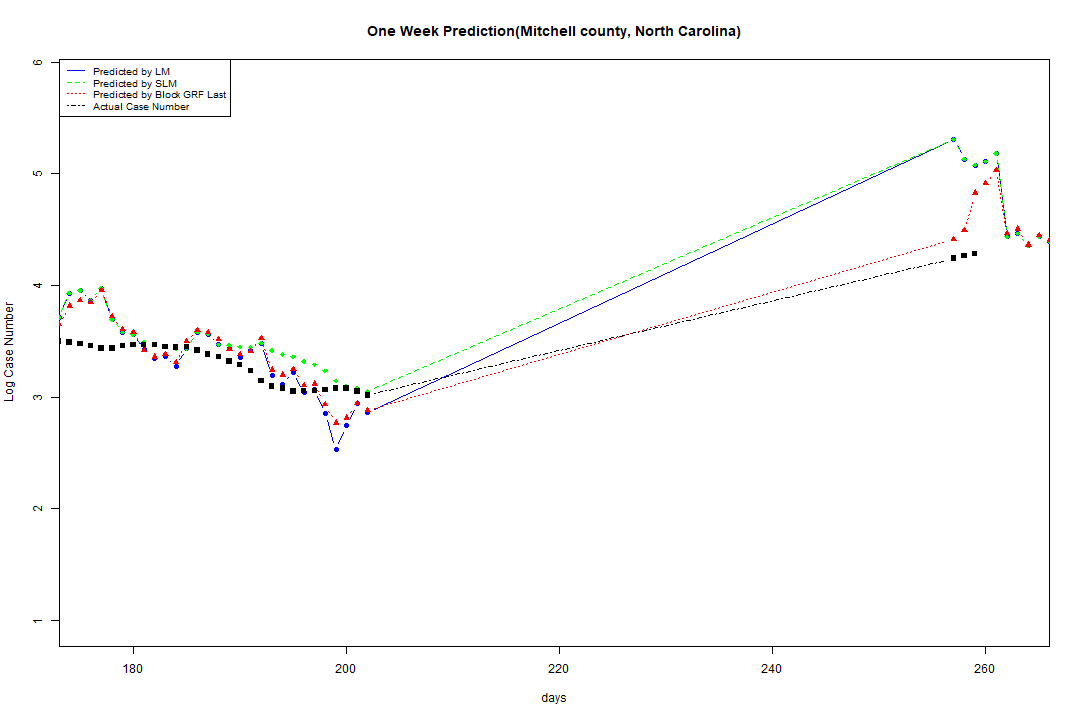 One Week Prediction(Mitchell county, North Carolina)
Predicted by LM
Predicted by SLM
Predicted by Block GRF Last
Actual Case Number
6
5
4
3
2
1
Log Case Number
180 200 220 240 260
days